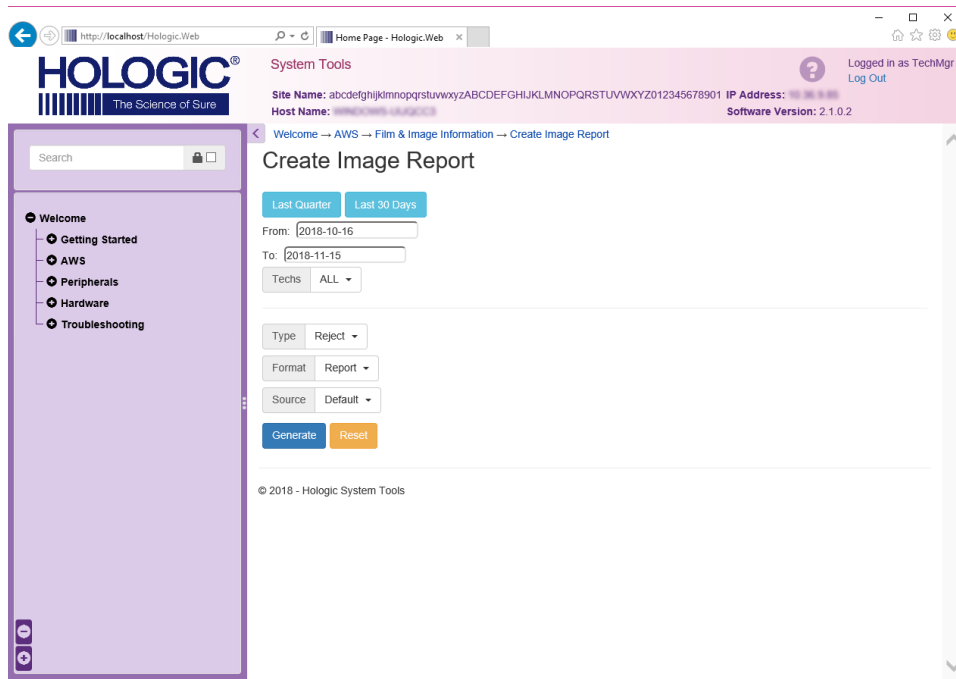 http://localhost/Hologic.Web
Home Page - Hologic.Web
HOLOGIC®
The Science of Sure
System Tools
Logged in as TechMgr
Log Out
Site Name: abcdefghijklmnopqrstuvwxyzABCDEFGHIJKLMNOPQRSTUVWXYZ012345678901 IP Address:
Host Name:
Software Version: 2.1.0.2
Welcome → AWS → Film & Image Information → Create Image Report
Search
Create Image Report
Last Quarter Last 30 Days
From: 2018-10-16
To: 2018-11-15
Techs ALL
Welcome
Getting Started
AWS
Peripherals
Hardware
Troubleshooting
Type Reject
Format Report
Source Default
Generate Reset
© 2018 - Hologic System Tools